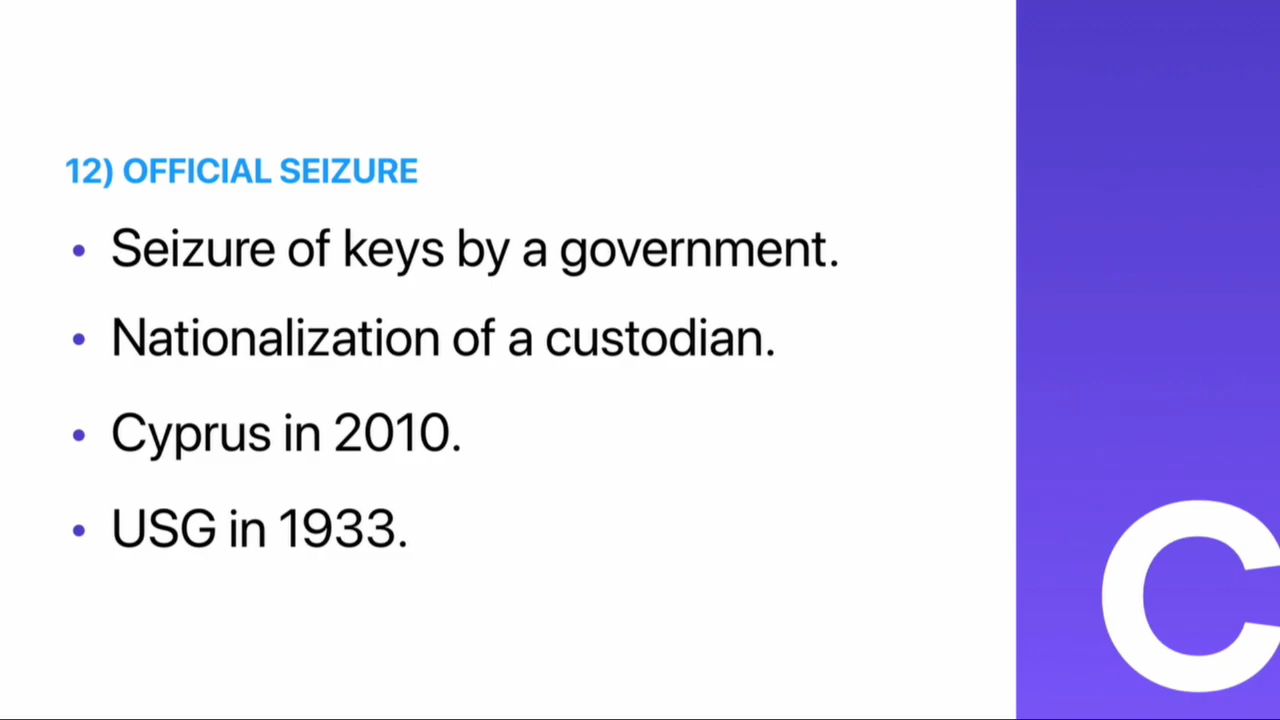 12) OFFICIAL SEIZURE
• Seizure of keys by a government.
• Nationalization of a custodian.
• Cyprus in 2010.
• USG in 1933.
C